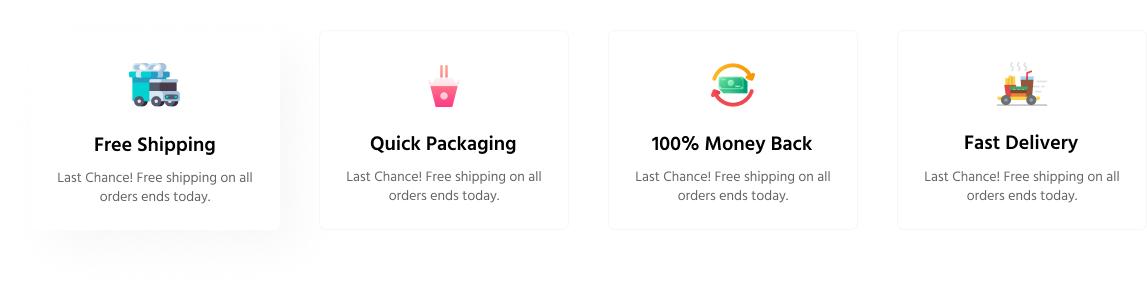 Free Shipping
Last Chance! Free shipping on all
orders ends today.
Quick Packaging
Last Chance! Free shipping on all
orders ends today.
100% Money Back
Last Chance! Free shipping on all
orders ends today.
Fast Delivery
Last Chance! Free shipping on all
orders ends today.